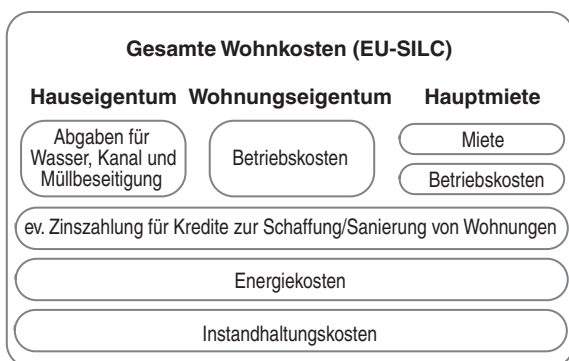 Gesamte Wohnkosten (EU-SILC)
Hauseigentum Wohnungseigentum Hauptmiete
Abgaben für
Wasser, Kanal und
Müllbeseitigung
Betriebskosten
Miete
Betriebskosten
ev. Zinszahlung für Kredite zur Schaffung/Sanierung von Wohnungen
Energiekosten
Instandhaltungskosten